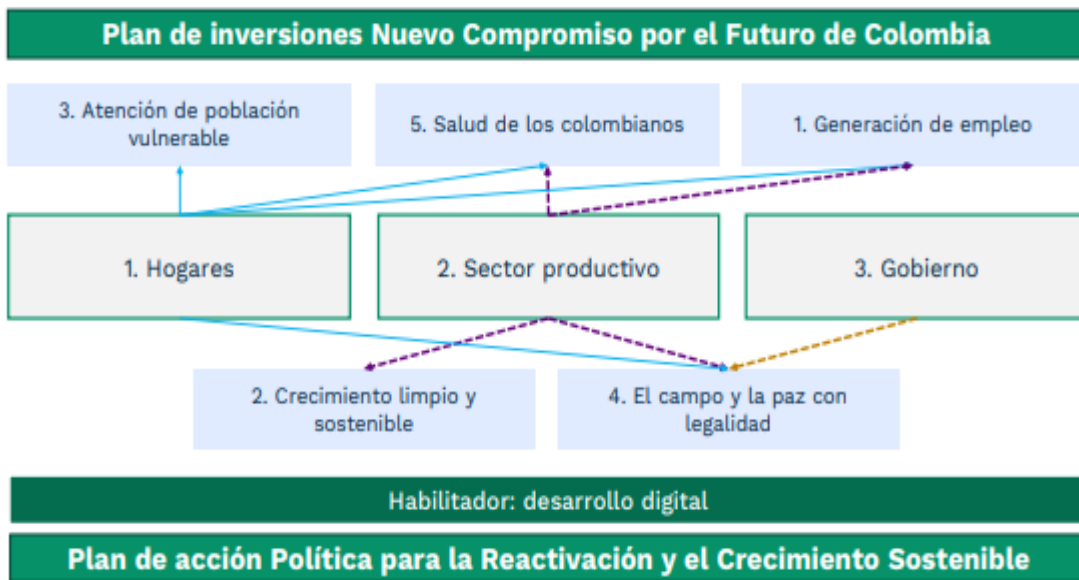 Plan de inversiones Nuevo Compromiso por el Futuro de Colombia
3. Atención de población
vulnerable
5. Salud de los colombianos
1. Generación de empleo
1. Hogares
2. Sector productivo
3. Gobierno
2. Crecimiento limpio y
sostenible
4. El campo y la paz con
legalidad
Habilitador: desarrollo digital
Plan de acción Política para la Reactivación y el Crecimiento Sostenible